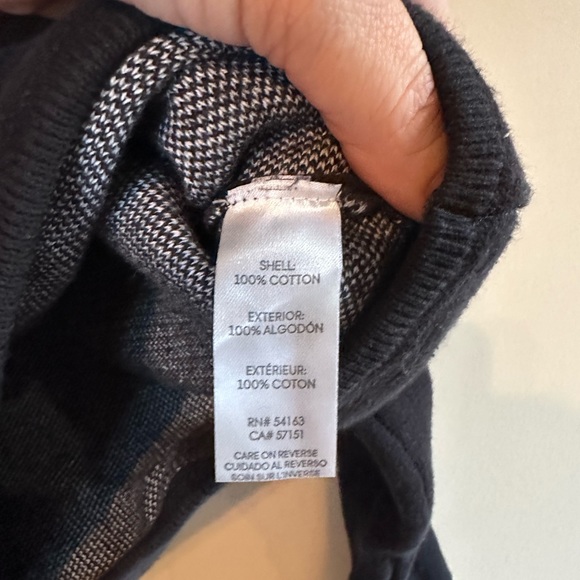 SHELL:
100% COTTON
EXTERIOR:
100% ALGODÓN
EXTÉRIEUR:
100% COTON
RN# 54163
CA# 57151
CARE ON REVERSE
CUIDADO AL REVERSO
SOIN SUR L'INVERSE